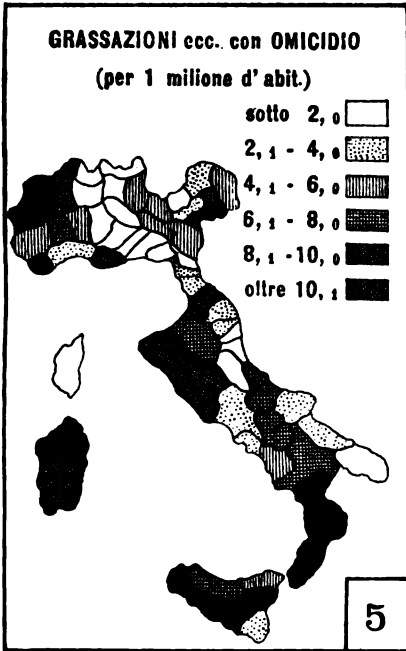 GRASSAZIONI ecc. con OMICIDIO
(per 1 milione d'abit.)
sotto 2,0
2,1 - 4,0
4,1 - 6,0
6,1 - 8,0
8,1 -10,0
oltre 10,1
5